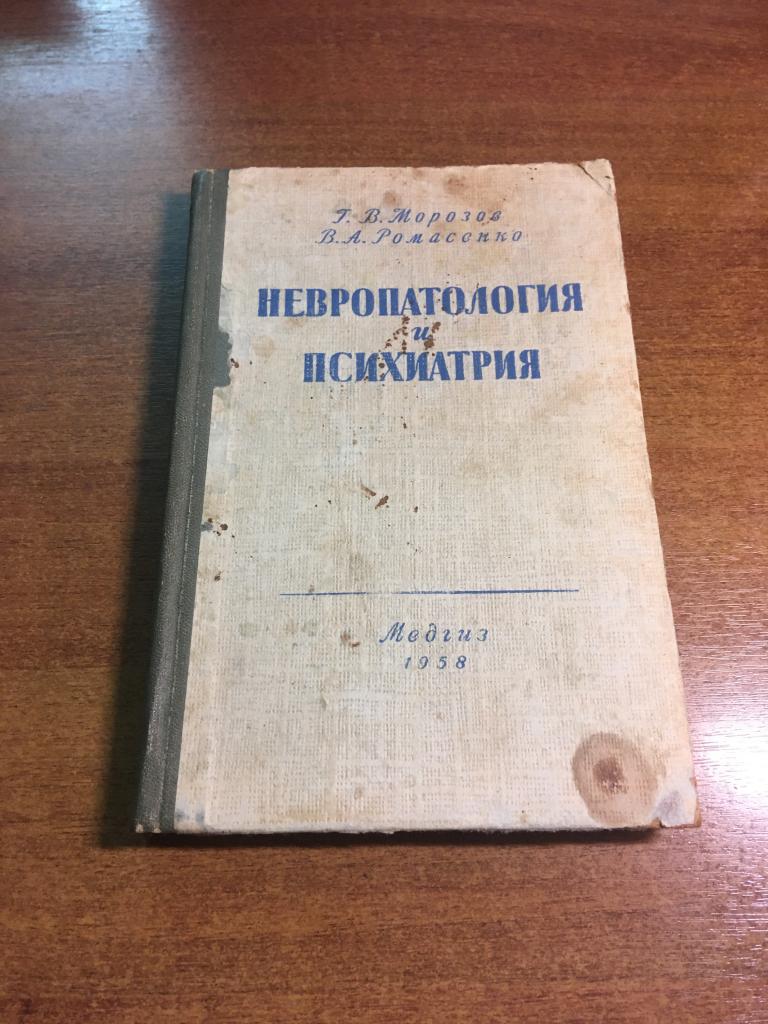 Г. В. Морозов
В. А. Ромасенко
НЕВРОПАТОЛОГИЯ
и
ПСИХИАТРИЯ
Медгиз
1958